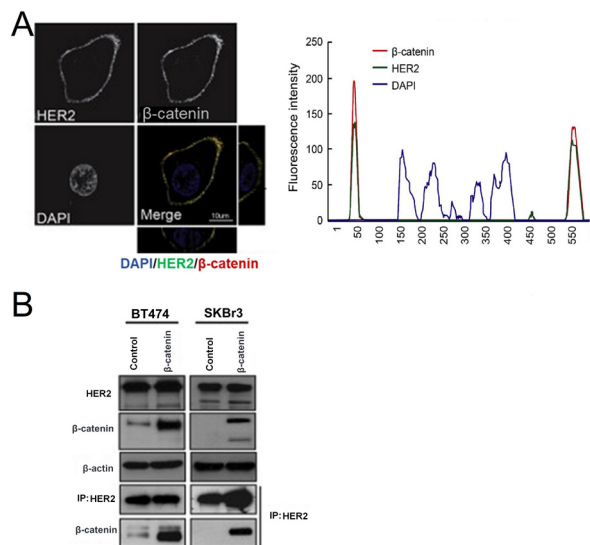 A
HER2
β-catenin
DAPI
Merge
10um
DAPI/HER2/β-catenin
Fluorescence intensity
250
200
150
100
50
0
β-catenin
HER2
DAPI
1
50
100
150
200
250
300
350
400
450
500
550
B
BT474
SKBr3
Control
β-catenin
Control
β-catenin
HER2
β-catenin
β-actin
IP:HER2
β-catenin
IP:HER2